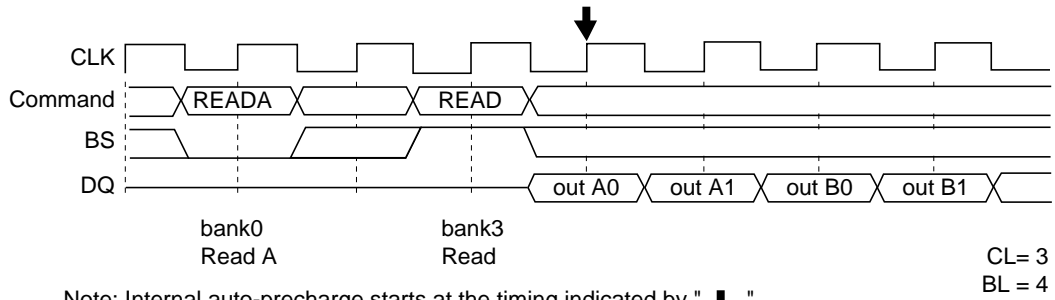 CLK
Command READA READ
BS
DQ out A0 out A1 out B0 out B1
bank0 bank3
Read A Read
CL= 3
BL = 4
Note: Internal auto-precharge starts at the timing indicated by " ".